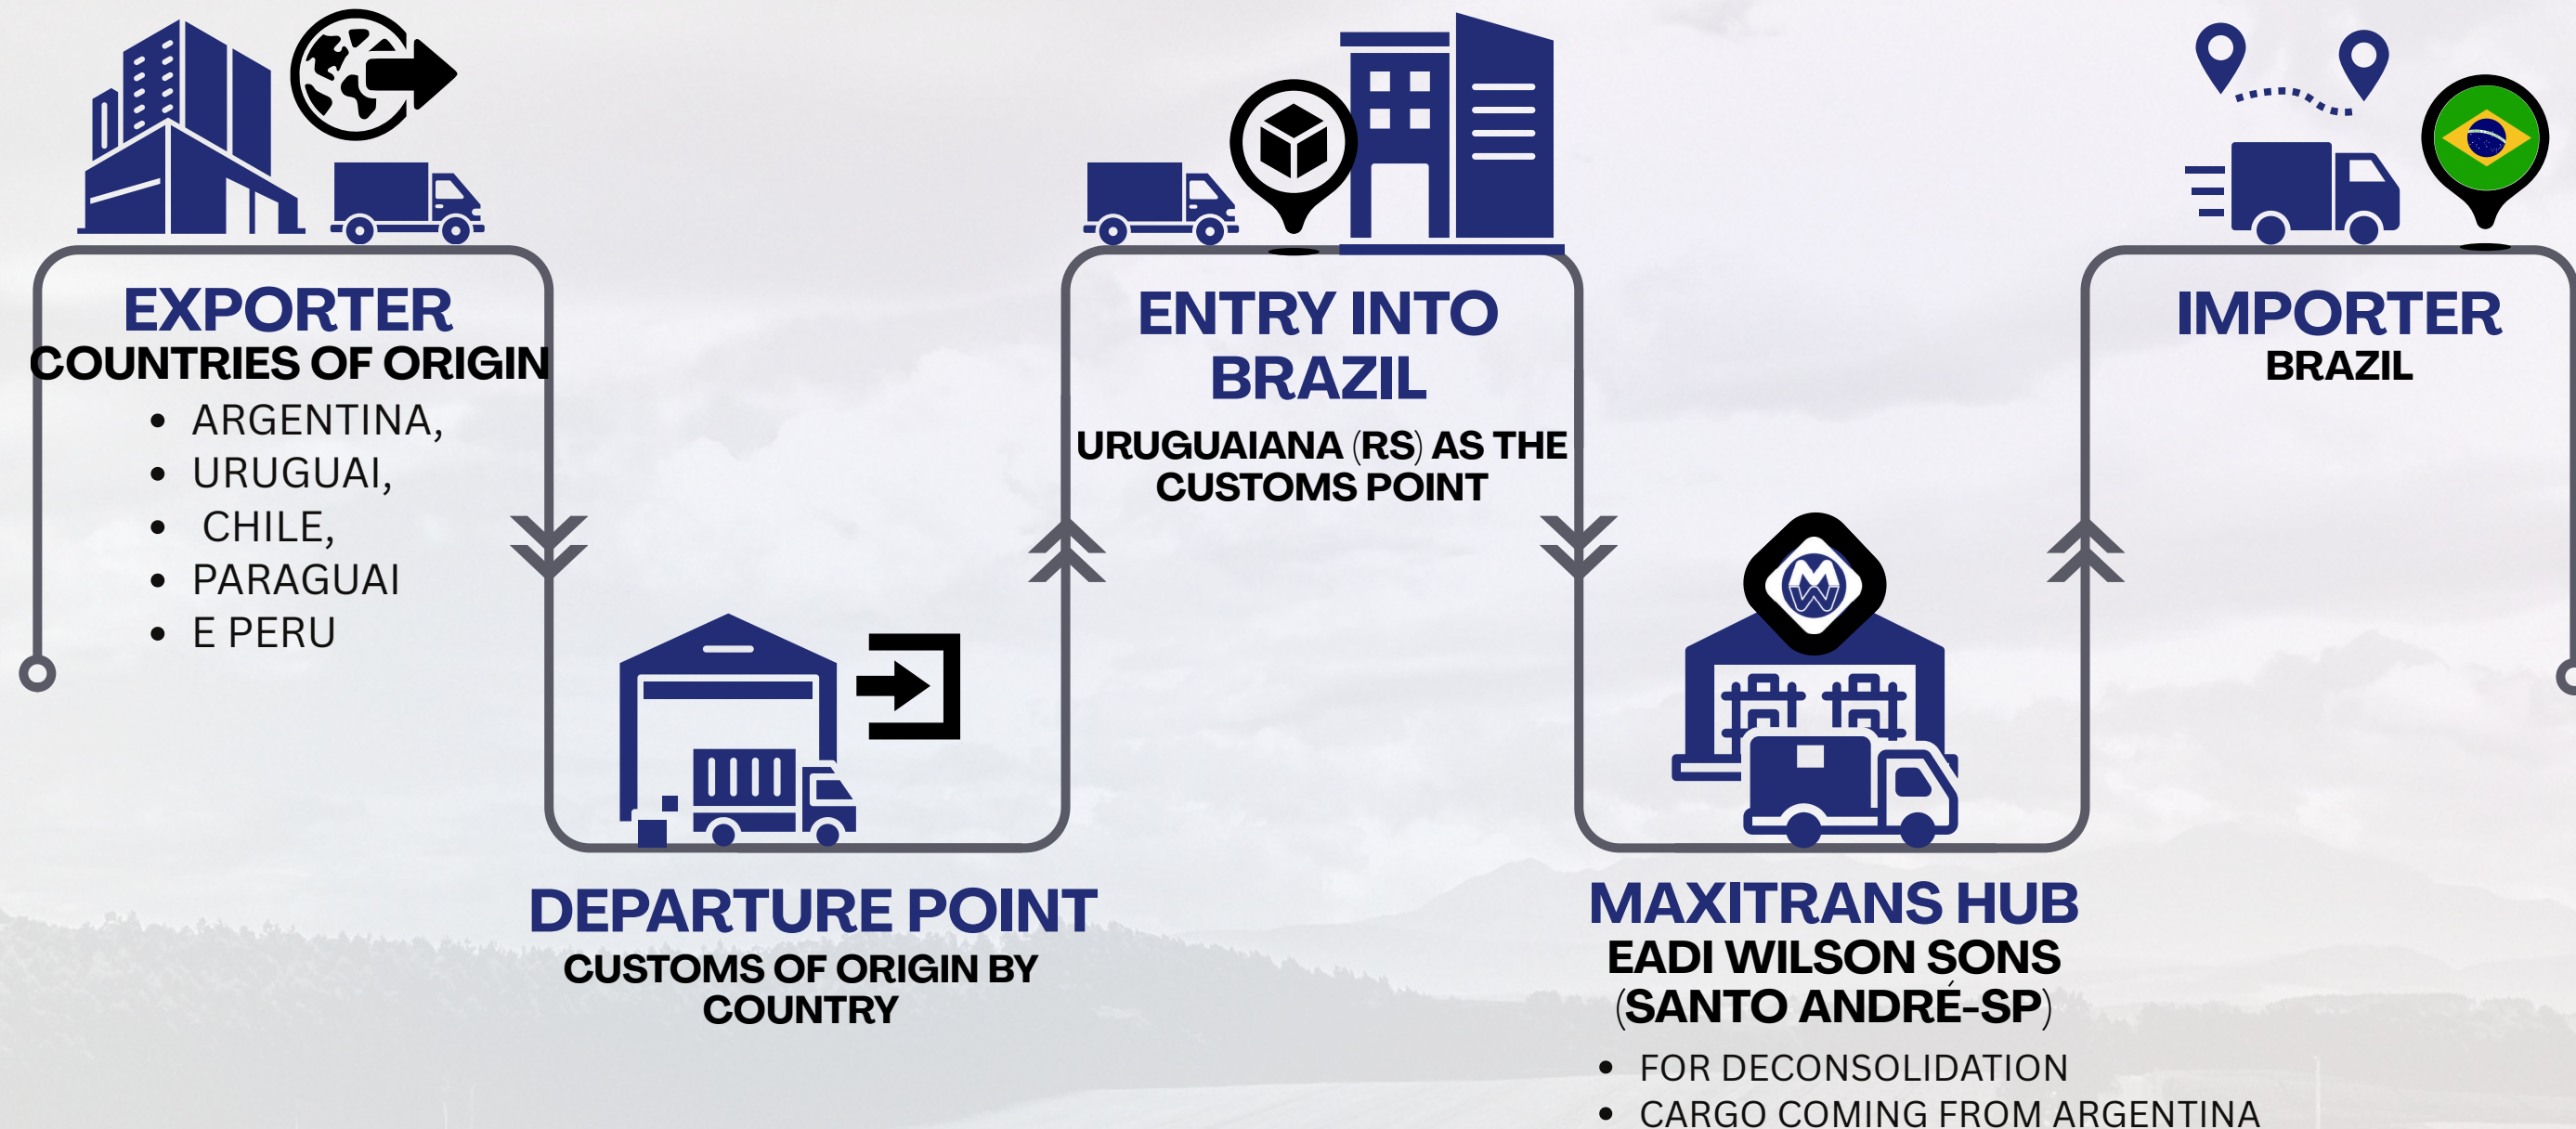 EXPORTER
COUNTRIES OF ORIGIN
• ARGENTINA,
• URUGUAI,
• CHILE,
• PARAGUAI
• E PERU
DEPARTURE POINT
CUSTOMS OF ORIGIN BY
COUNTRY
ENTRY INTO
BRAZIL
URUGUAIANA (RS) AS THE
CUSTOMS POINT
MAXITRANS HUB
EADI WILSON SONS
(SANTO ANDRÉ-SP)
• FOR DECONSOLIDATION
• CARGO COMING FROM ARGENTINA
IMPORTER
BRAZIL